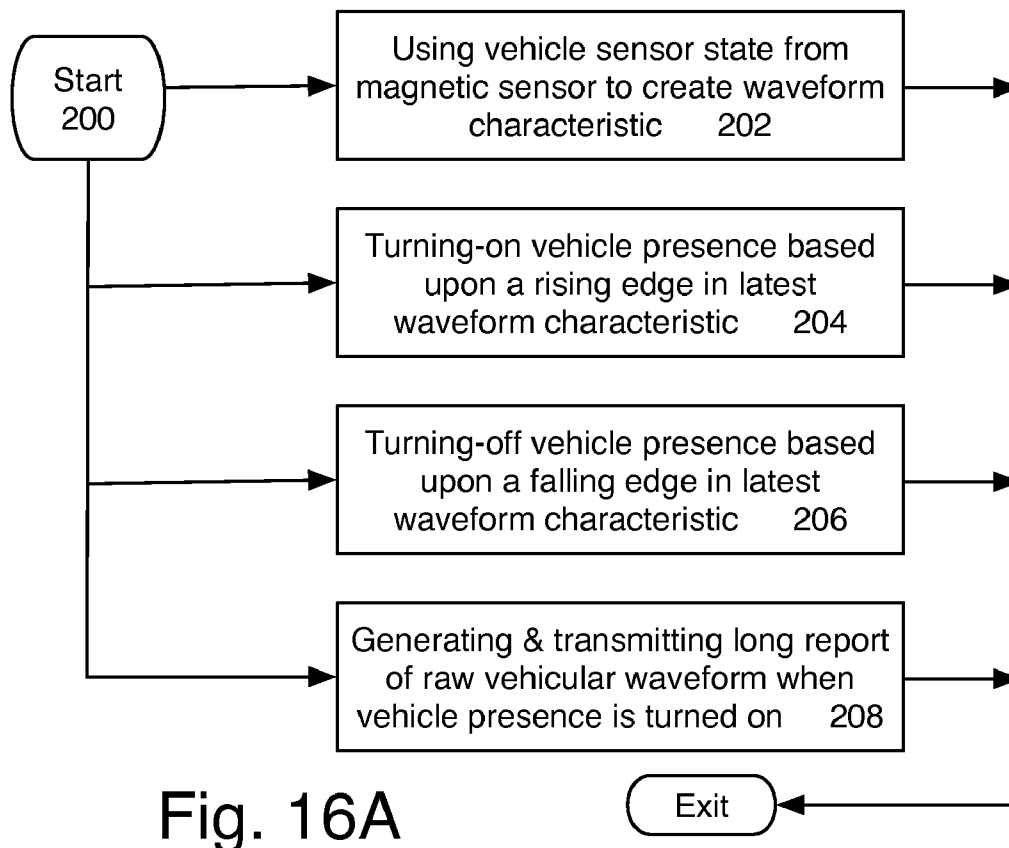 Start
200
Using vehicle sensor state from
magnetic sensor to create waveform
characteristic 202
Turning-on vehicle presence based
upon a rising edge in latest
waveform characteristic 204
Turning-off vehicle presence based
upon a falling edge in latest
waveform characteristic 206
Generating & transmitting long report
of raw vehicular waveform when
vehicle presence is turned on 208
Fig. 16A
Exit